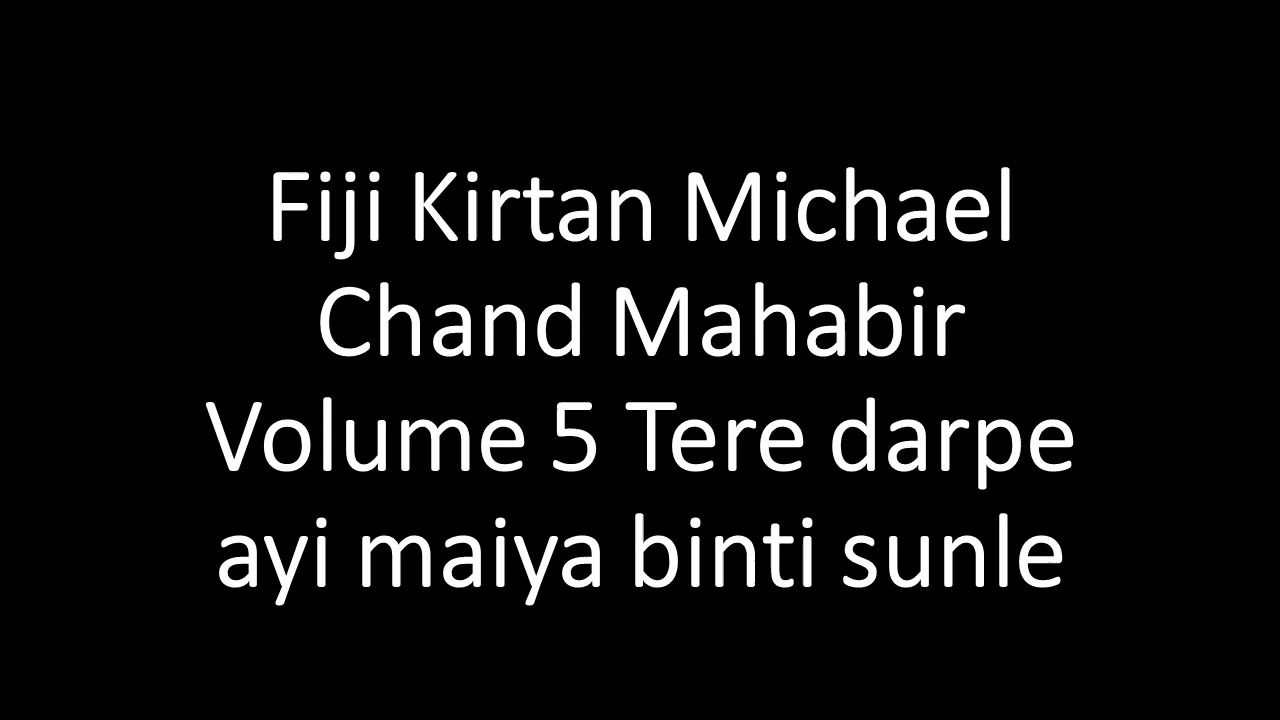 Fiji Kirtan Michael
Chand Mahabir
Volume 5 Tere darpe
ayi maiya binti sunle